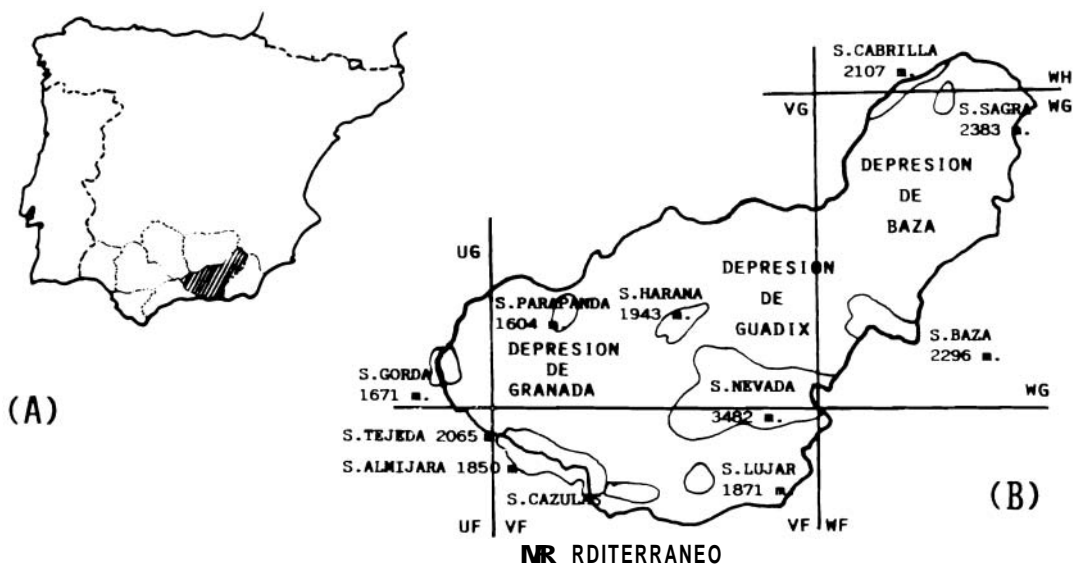 S.CABRILLA
2107 m.
WH
VG
WG
S.SAGRA
2383 m.
DEPRESION
DE
BAZA
UG
DEPRESION
DE
GUADIX
S.PARAPANDA
1604 m
S.HARANA
1943 m.
S.BAZA
2296 m.
DEPRESION
DE
GRANADA
S.GORDA
1671 m.
S.NEVADA
3482 m.
WG
(A)
S.TEJEDA 2065 m
S.ALMIJARA 1850 m
S.CAZULAS
S.LUJAR
1871 m.
(B)
UF VF
VF WF
RDITERRANEO